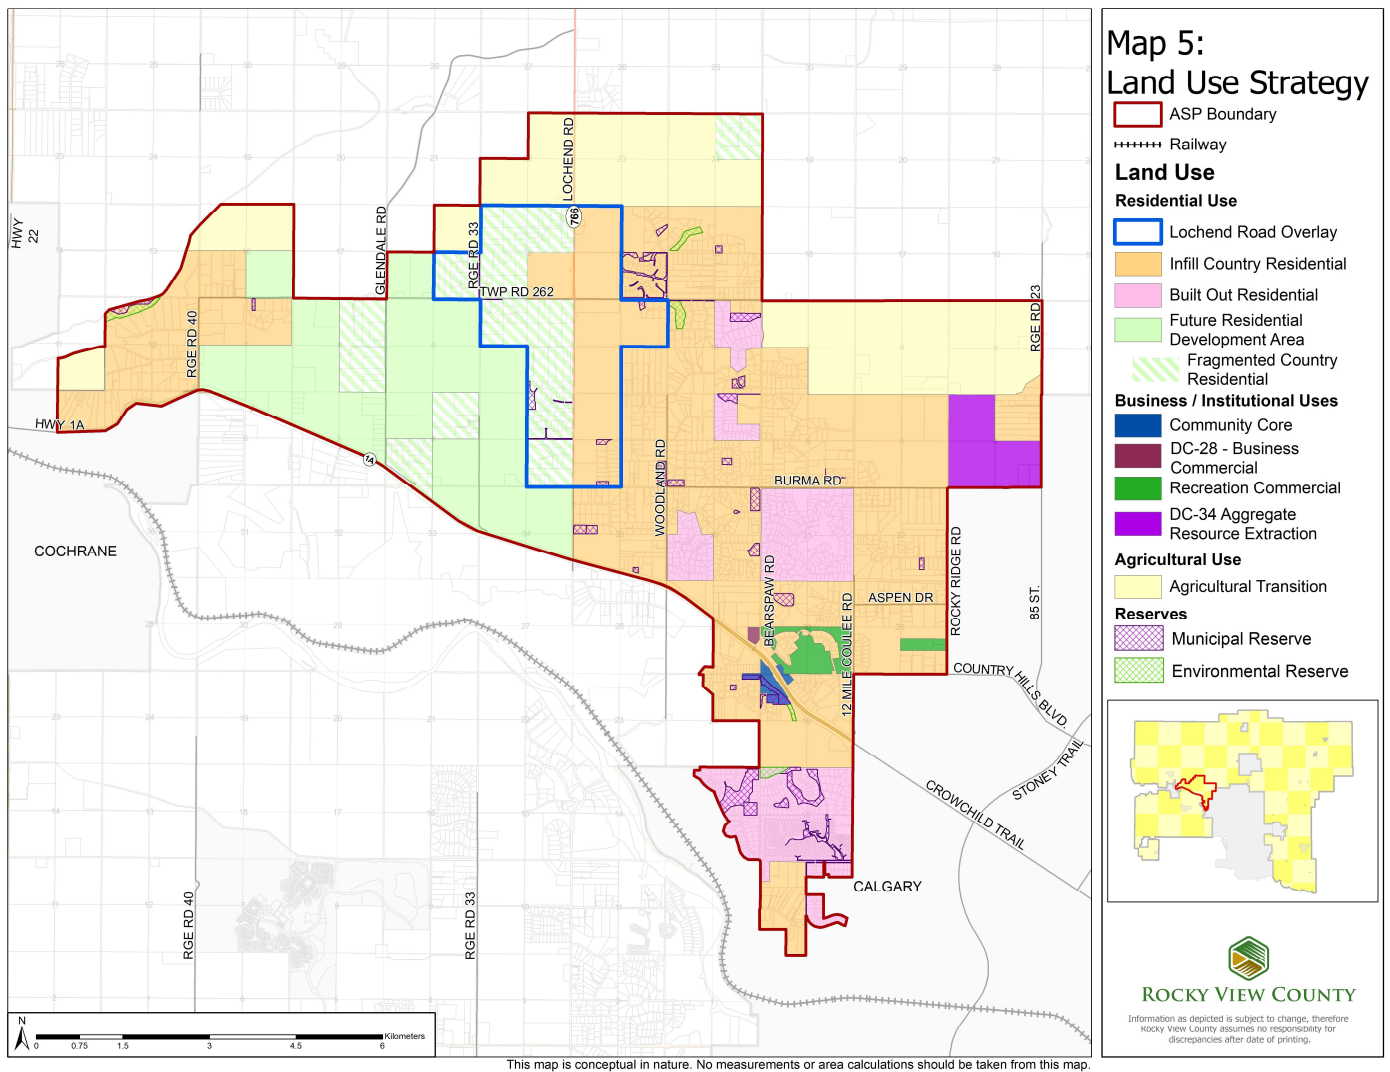 Map 5:
Land Use Strategy
ASP Boundary
Railway
Land Use
Residential Use
Lochend Road Overlay
Infill Country Residential
Built Out Residential
Future Residential
Development Area
Fragmented Country
Residential
Business / Institutional Uses
Community Core
DC-28 - Business
Commercial
Recreation Commercial
DC-34 Aggregate
Resource Extraction
Agricultural Use
Agricultural Transition
Reserves
Municipal Reserve
Environmental Reserve
ROCKY VIEW COUNTY
Information as depicted is subject to change, therefore
Rocky View County assumes no responsibility for
discrepancies after date of printing.
LOCHEND RD
766
HWY
22
GLENDALE RD
RGE RD 33
TWP RD 262
RGE RD 40
RGE RD 23
HWY 1A
1A
WOODLAND RD
BURMA RD
COCHRANE
BEARSPAW RD
ASPEN DR
ROCKY RIDGE RD
85 ST.
12 MILE COULEE RD
COUNTRY HILLS BLVD.
STONEY TRAIL
CROWCHILD TRAIL
CALGARY
RGE RD 40
RGE RD 33
N
0 0.75 1.5 3 4.5 6
Kilometers
This map is conceptual in nature. No measurements or area calculations should be taken from this map.